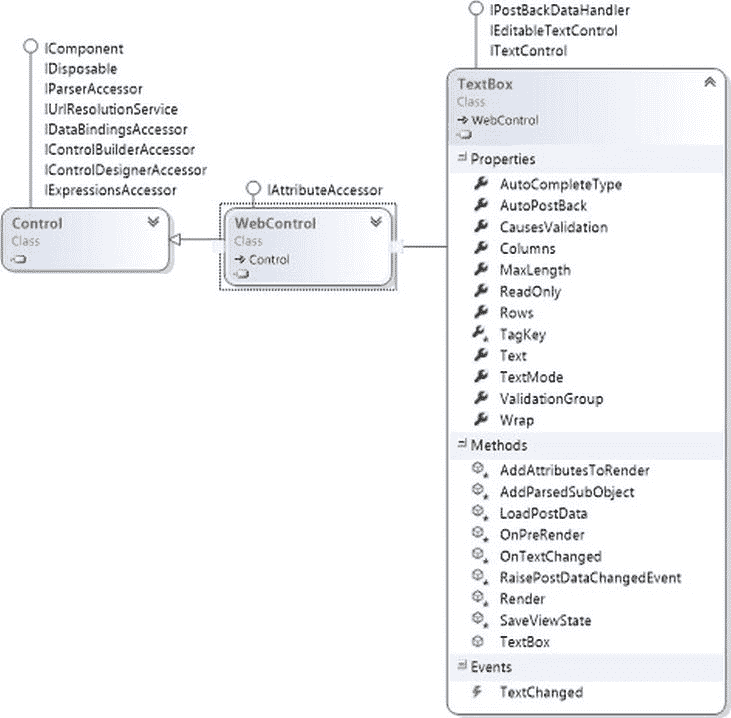 IComponent
IDisposable
IParserAccessor
IUrlResolutionService
IDataBindingsAccessor
IControlBuilderAccessor
IControlDesignerAccessor
IExpressionsAccessor
Control
Class
IAttributeAccessor
WebControl
Class
Control
IPostBackDataHandler
IEditableTextControl
ITextControl
TextBox
Class
WebControl
Properties
AutoCompleteType
AutoPostBack
CausesValidation
Columns
MaxLength
ReadOnly
Rows
TagKey
Text
TextMode
ValidationGroup
Wrap
Methods
AddAttributesToRender
AddParsedSubObject
LoadPostData
OnPreRender
OnTextChanged
RaisePostDataChangedEvent
Render
SaveViewState
TextBox
Events
TextChanged